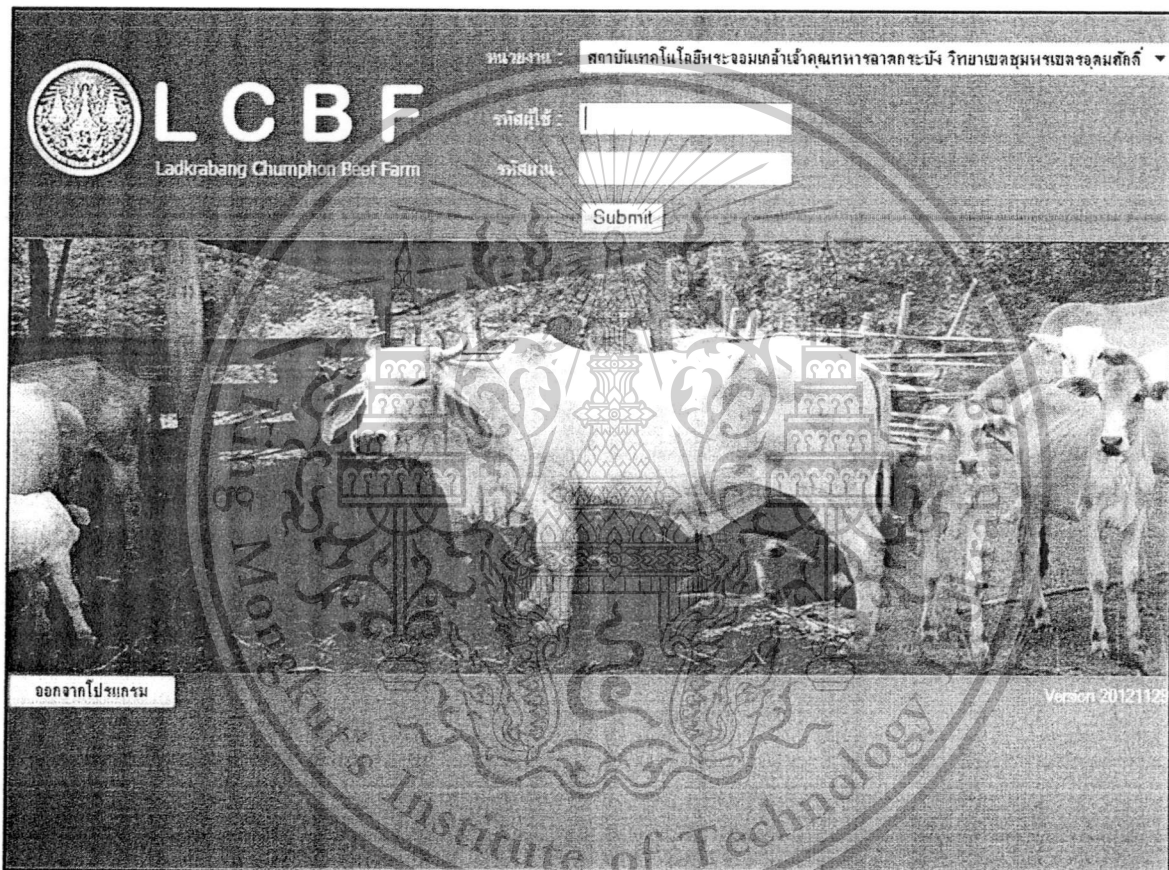 หน่วยงาน : สถาบันเทคโนโลยีพระจอมเกล้าเจ้าคุณทหารลาดกระบัง วิทยาเขตชุมพรเขตรอุดมศักดิ์
LCBF
Ladkrabang Chumphon Beef Farm
รหัสผู้ใช้ :
รหัสผ่าน :
Submit
ออกจากโปรแกรม
Version 20121129
King Mongkut's Institute of Technology